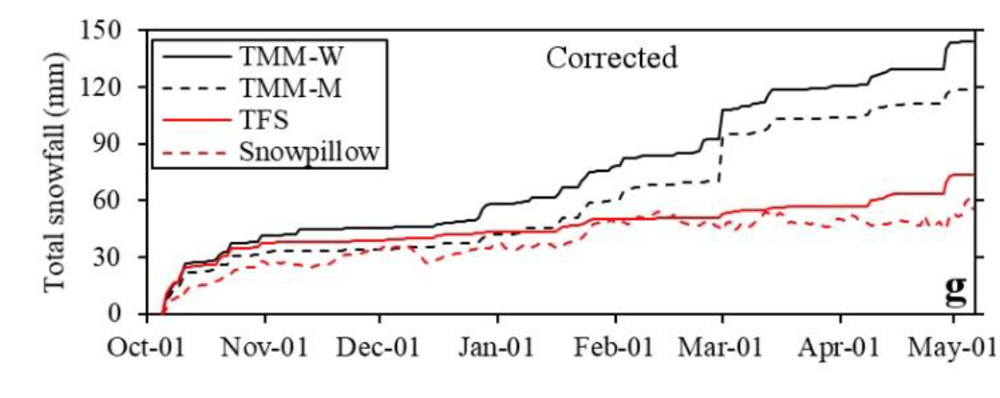 Total snowfall (mm)
150
120
90
60
30
0
TMM-W
TMM-M
TFS
Snowpillow
Corrected
g
Oct-01 Nov-01 Dec-01 Jan-01 Feb-01 Mar-01 Apr-01 May-01